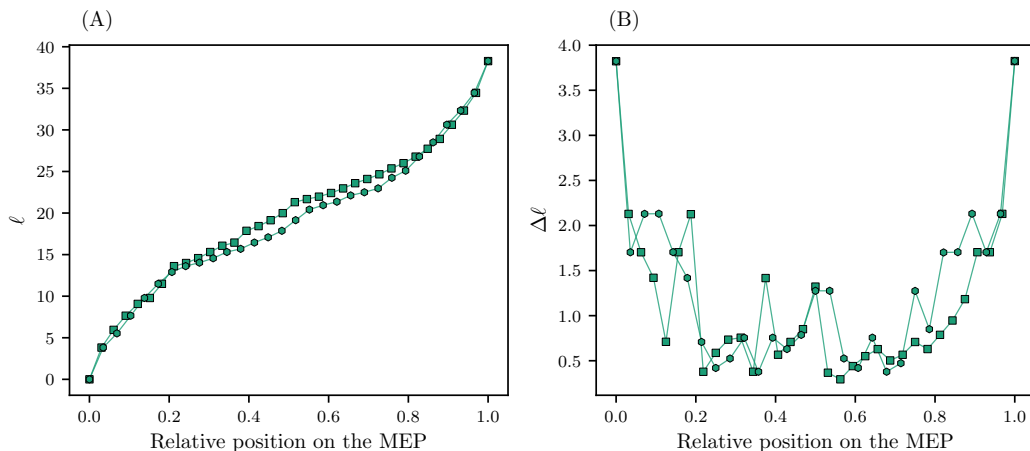 (A)
40
35
30
25
20
15
10
5
0
ℓ
0.0 0.2 0.4 0.6 0.8 1.0
Relative position on the MEP
(B)
4.0
3.5
3.0
2.5
2.0
1.5
1.0
0.5
Δℓ
0.0 0.2 0.4 0.6 0.8 1.0
Relative position on the MEP